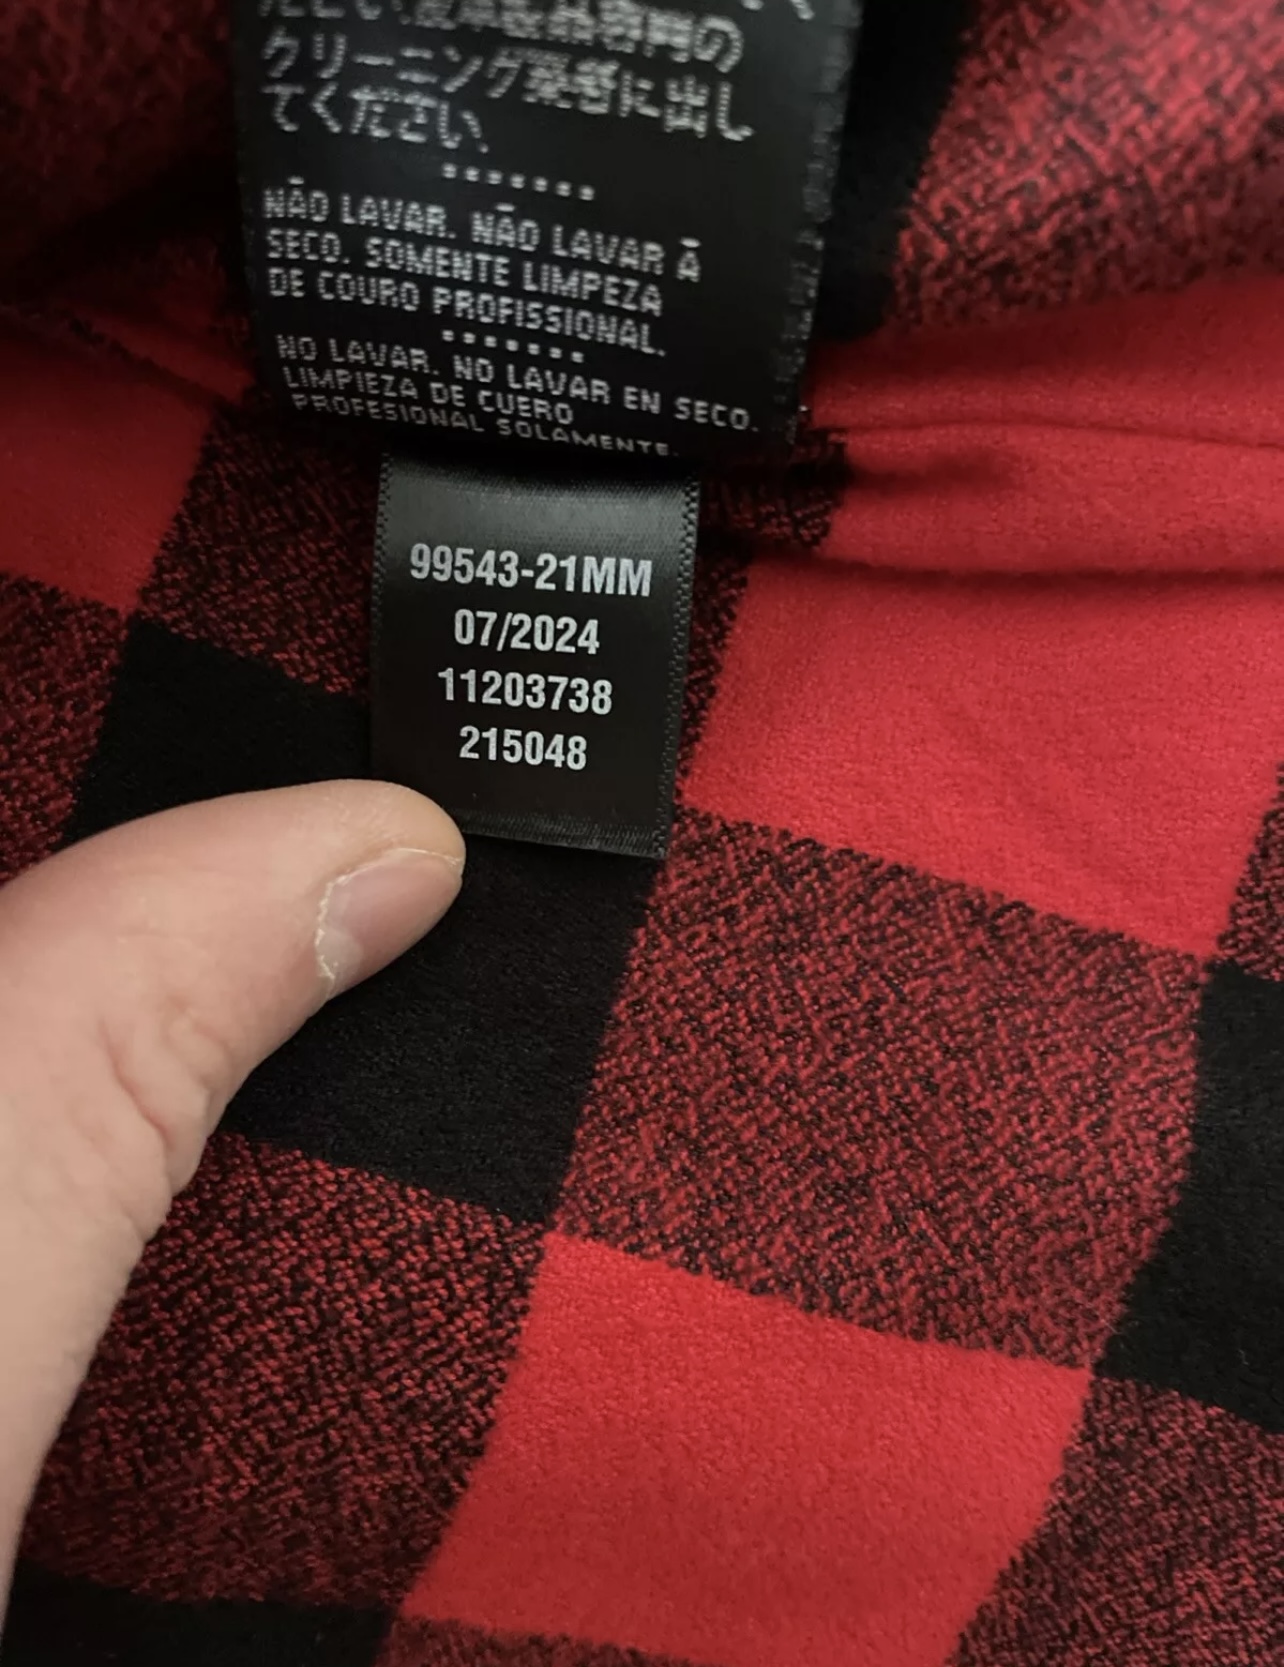 クリーニング業者に出し
てください
NÃO LAVAR. NÃO LAVAR À
SECO. SOMENTE LIMPEZA
DE COURO PROFISSIONAL.
NO LAVAR. NO LAVAR EN SECO.
LIMPIEZA DE CUERO
PROFESIONAL SOLAMENTE.
99543-21MM
07/2024
11203738
215048